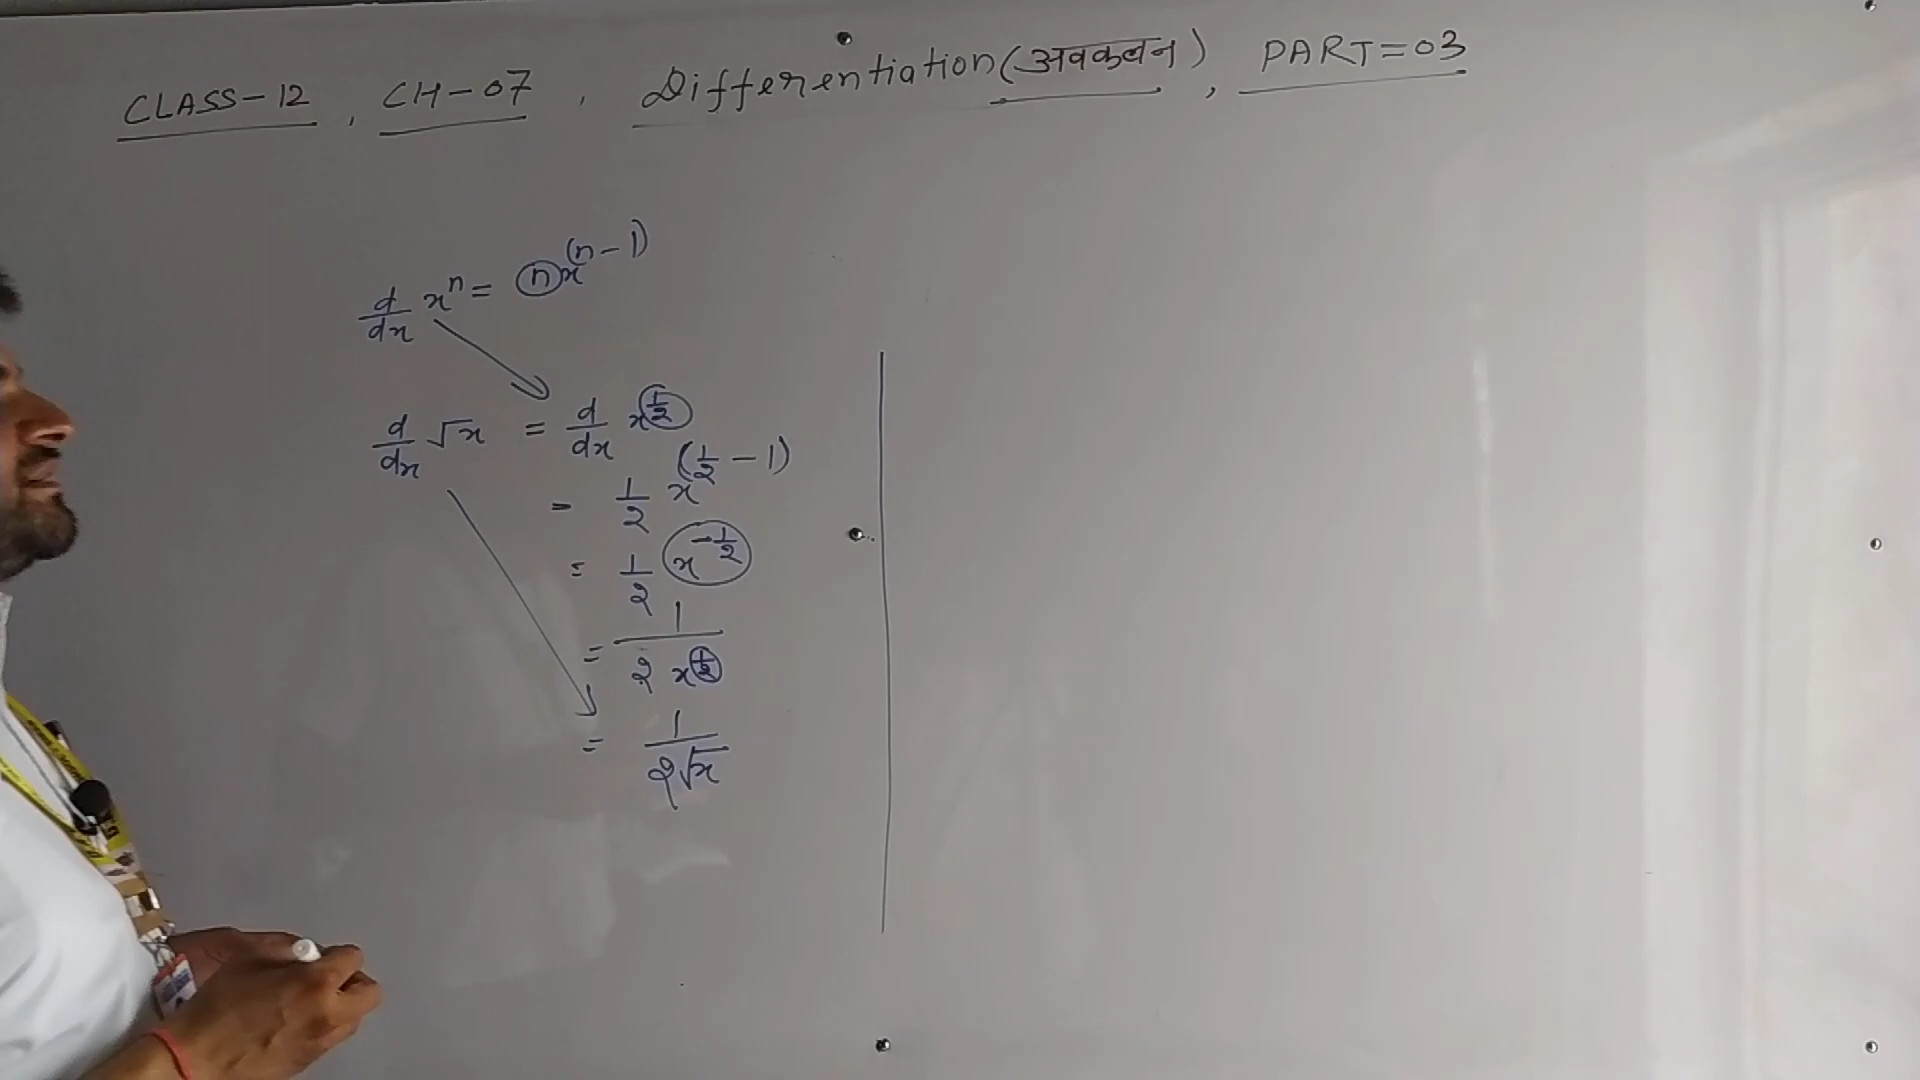 CLASS-12, CH-07, Differentiation(अवकलन), PART=03
d/dx xⁿ = n x^(n-1)
d/dx √x = d/dx x^(1/2)
= 1/2 x^(1/2 - 1)
= 1/2 x^(-1/2)
= 1/(2 x^(1/2))
= 1/(2√x)